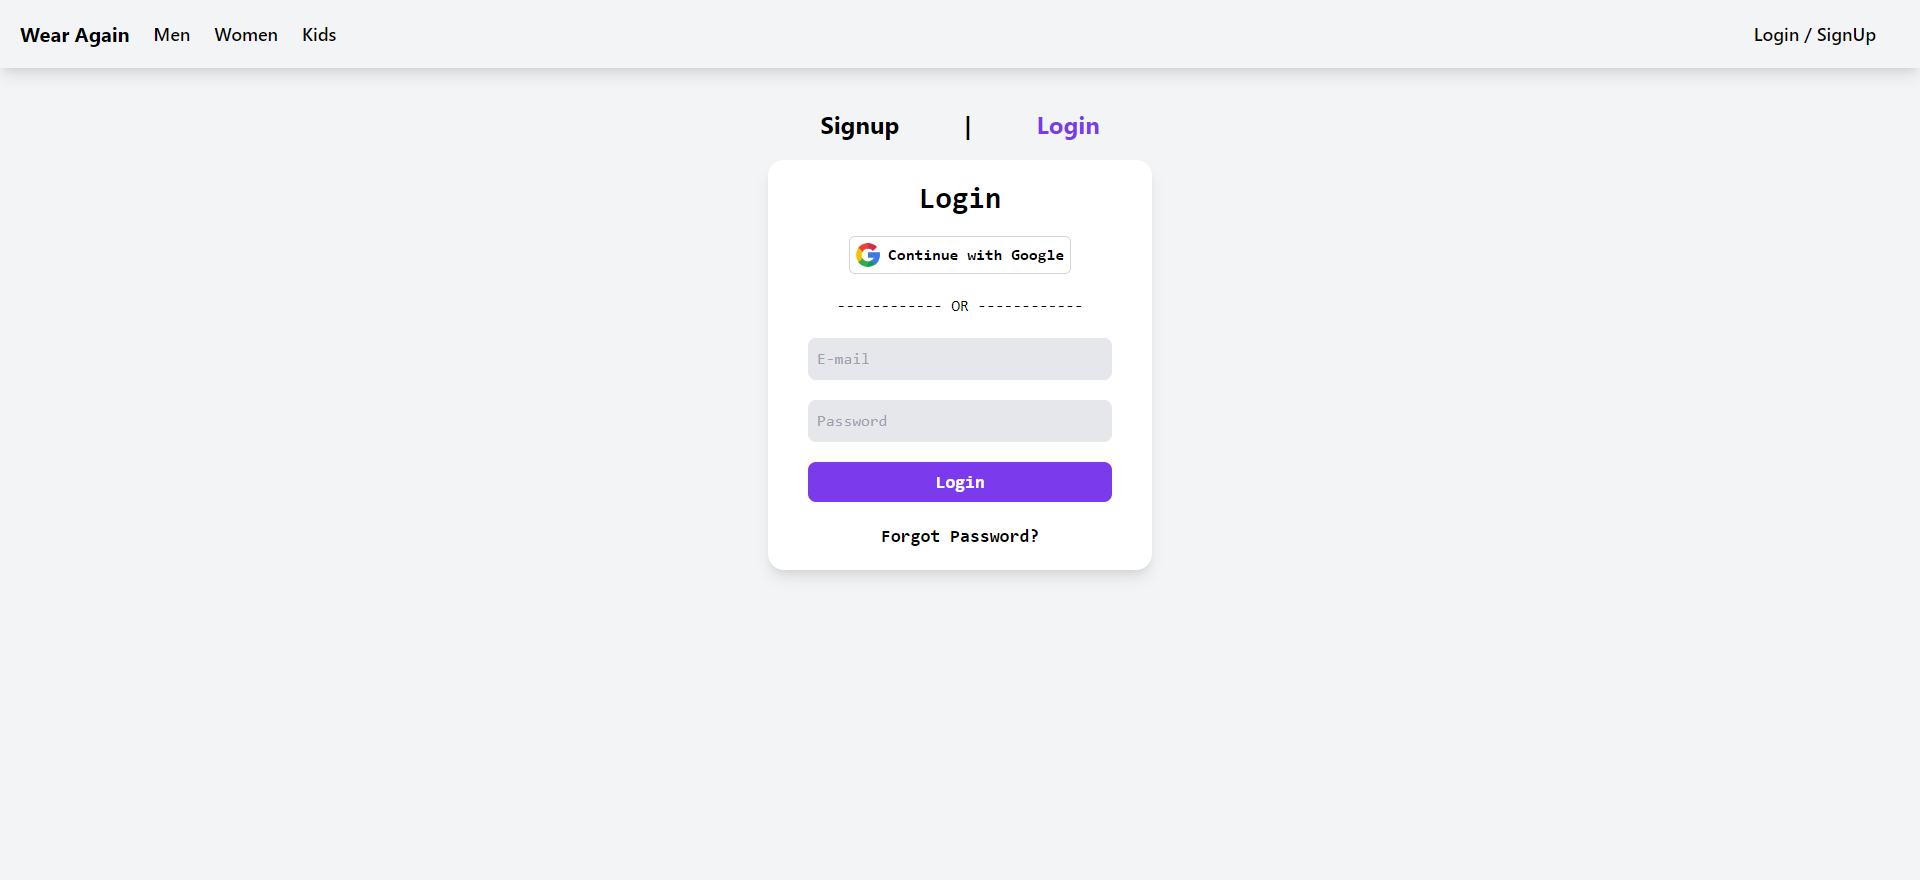 Wear Again Men Women Kids Login / SignUp
Signup | Login
Login
Continue with Google
------------ OR ------------
E-mail
Password
Login
Forgot Password?